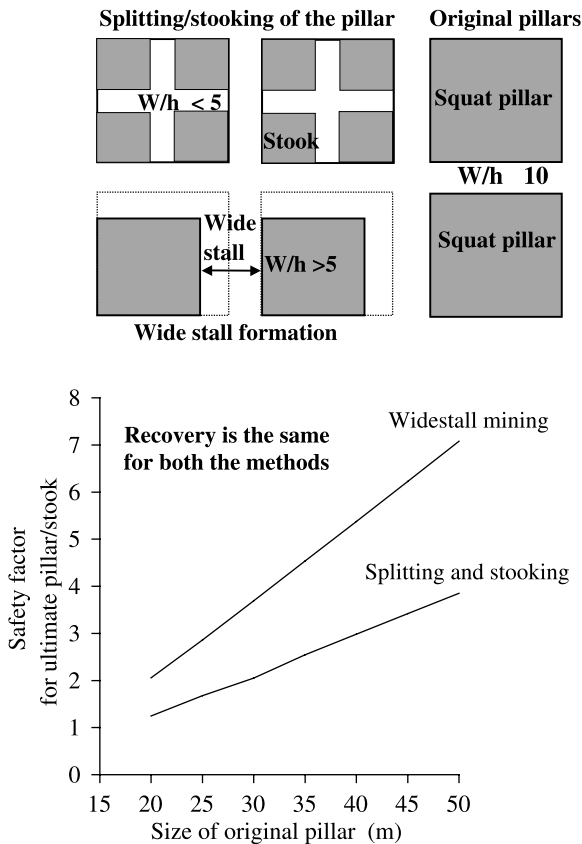 Splitting/stooking of the pillar
Original pillars
W/h < 5
Stook
Squat pillar
W/h 10
Wide
stall
W/h >5
Squat pillar
Wide stall formation
8
7
6
5
4
3
2
1
0
Safety factor
for ultimate pillar/stook
Recovery is the same
for both the methods
Widestall mining
Splitting and stooking
15 20 25 30 35 40 45 50
Size of original pillar (m)